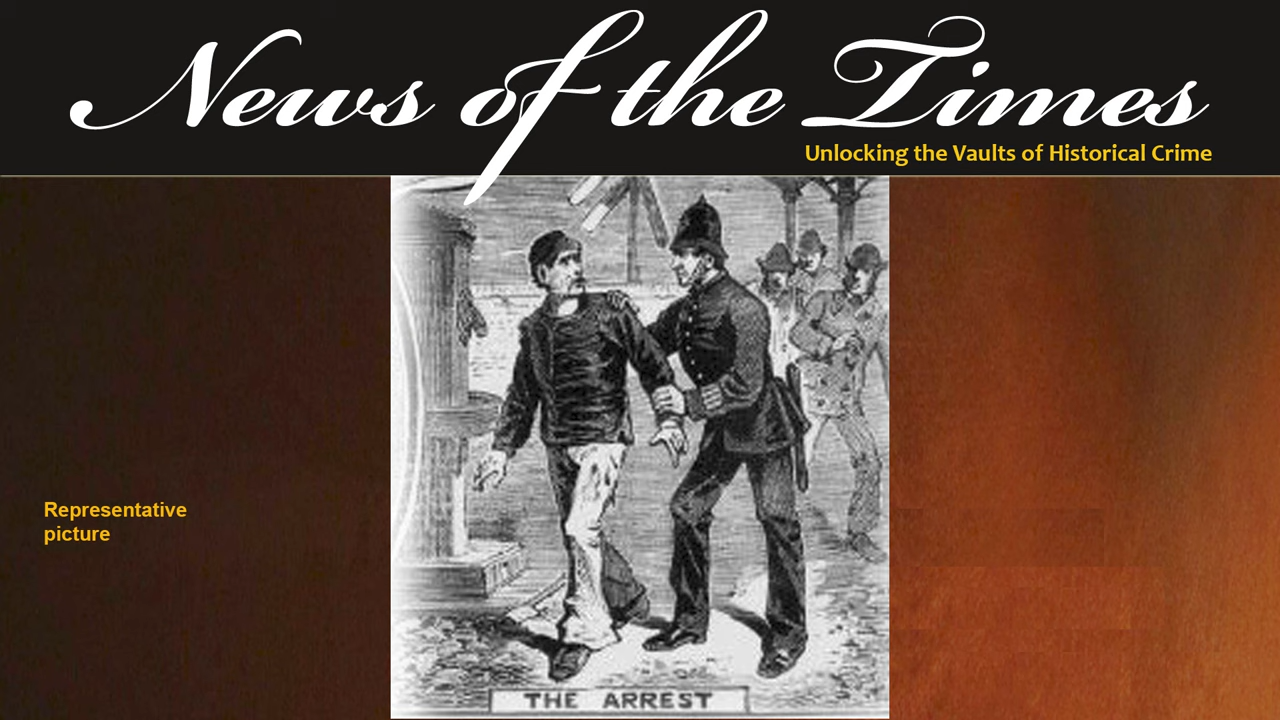 News of the Times
Unlocking the Vaults of Historical Crime
Representative
picture
THE ARREST